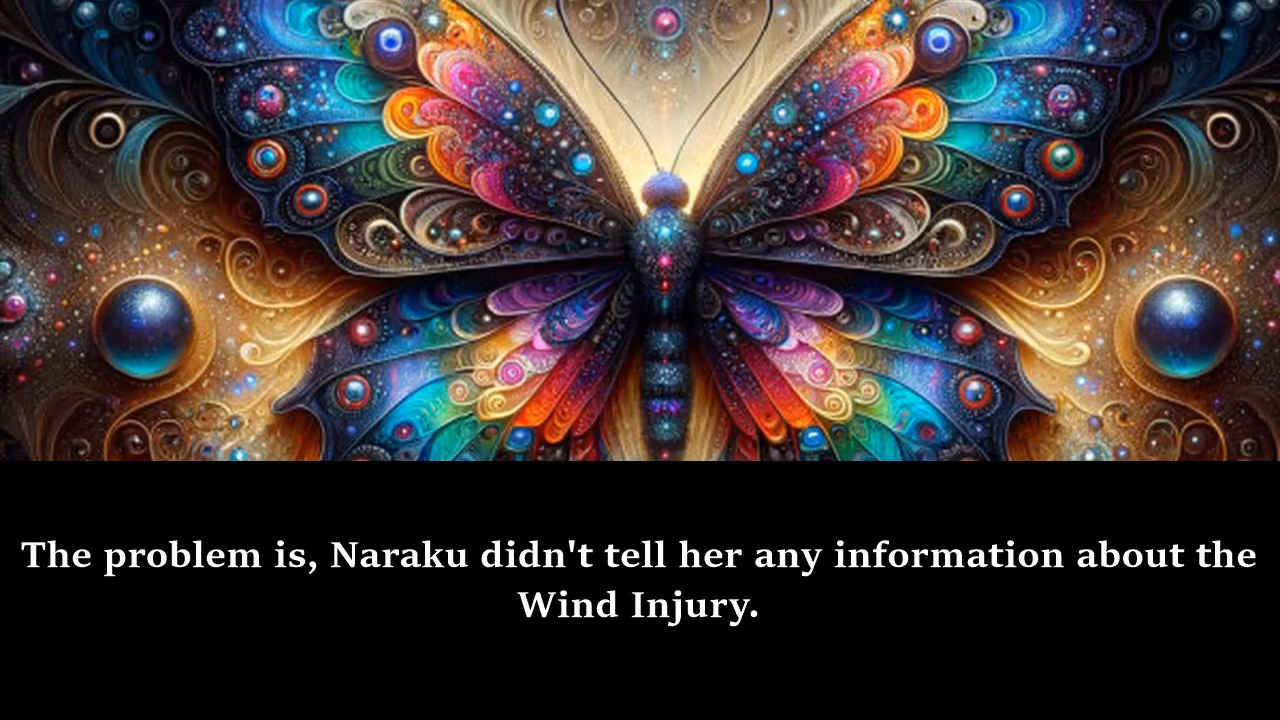 The problem is, Naraku didn't tell her any information about the
Wind Injury.